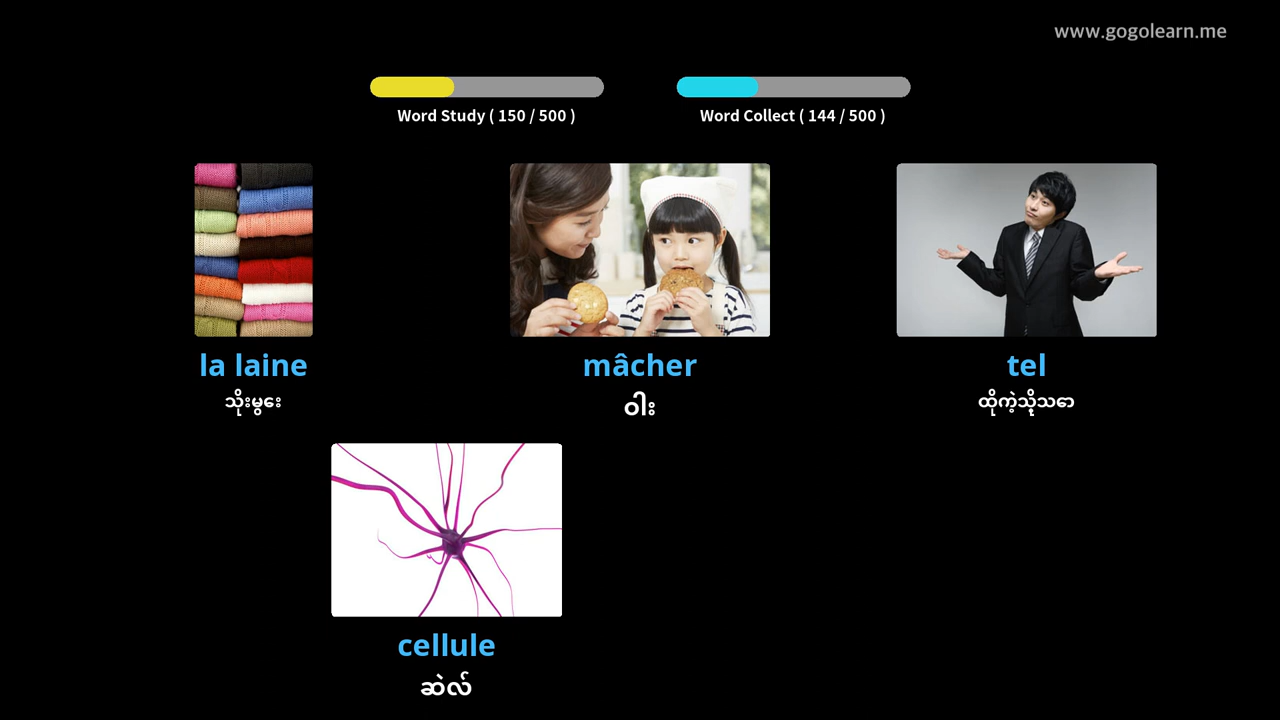 www.gogolearn.me
Word Study ( 150 / 500 )
Word Collect ( 144 / 500 )
la laine
သိုးမွေး
mâcher
ဝါး
tel
ထိုကဲ့သို့သော
cellule
ဆဲလ်